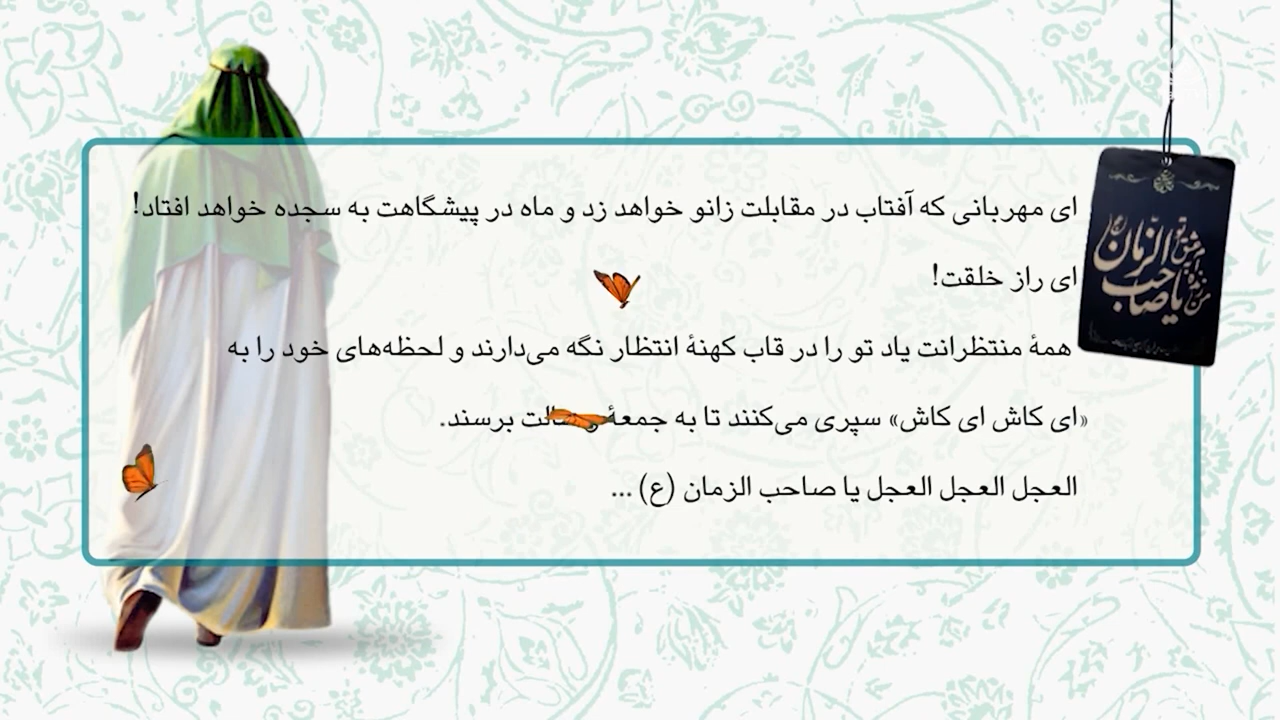 ای مهربانی که آفتاب در مقابلت زانو خواهد زد و ماه در پیشگاهت به سجده خواهد افتاد!
ای راز خلقت!
همهٔ منتظرانت یاد تو را در قاب کهنهٔ انتظار نگه می‌دارند و لحظه‌های خود را به
«ای کاش ای کاش» سپری می‌کنند تا به جمعهٔ برسند.
العجل العجل العجل یا صاحب الزمان (ع) ...
یا صاحب الزمان